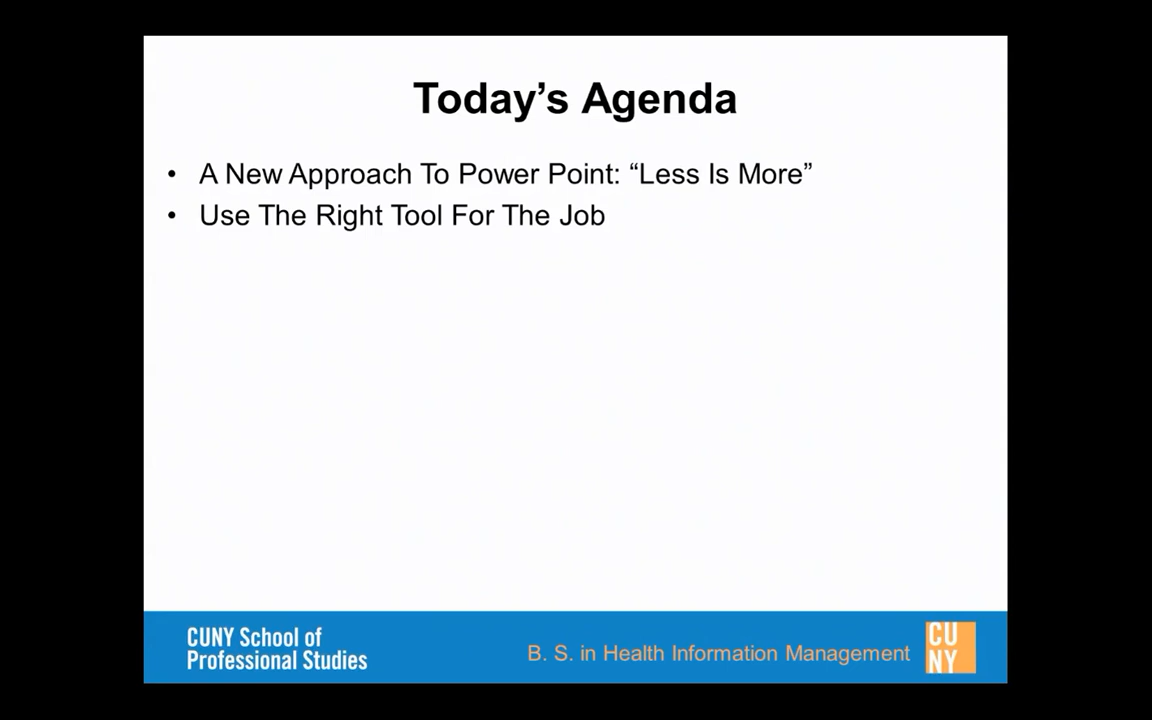 Today’s Agenda
• A New Approach To Power Point: “Less Is More”
• Use The Right Tool For The Job
CUNY School of
Professional Studies
B. S. in Health Information Management
CU
NY